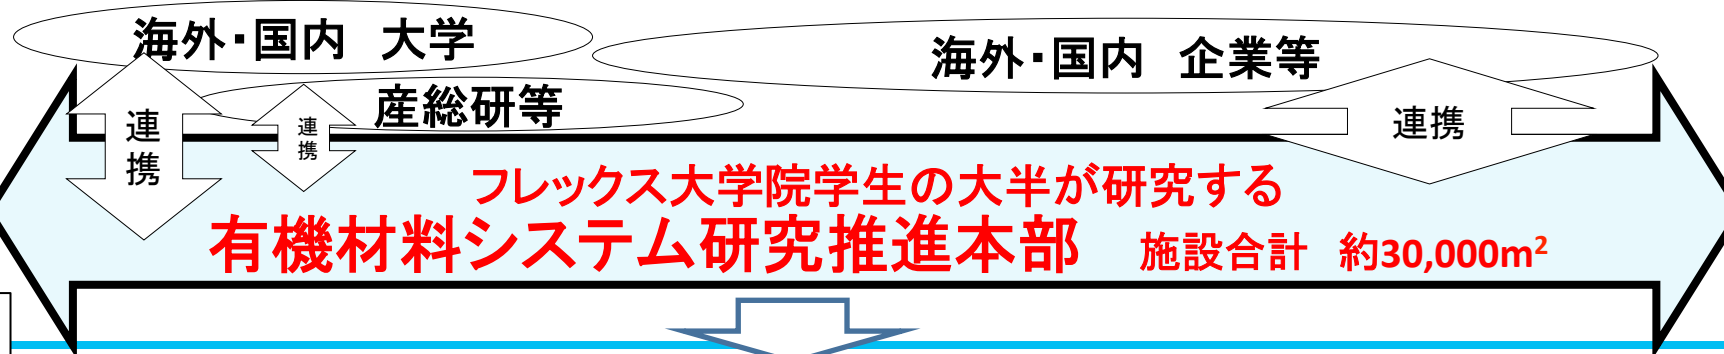 海外・国内　大学
海外・国内　企業等
産総研等
連携
連携
連携
フレックス大学院学生の大半が研究する
有機材料システム研究推進本部　施設合計　約30,000m²